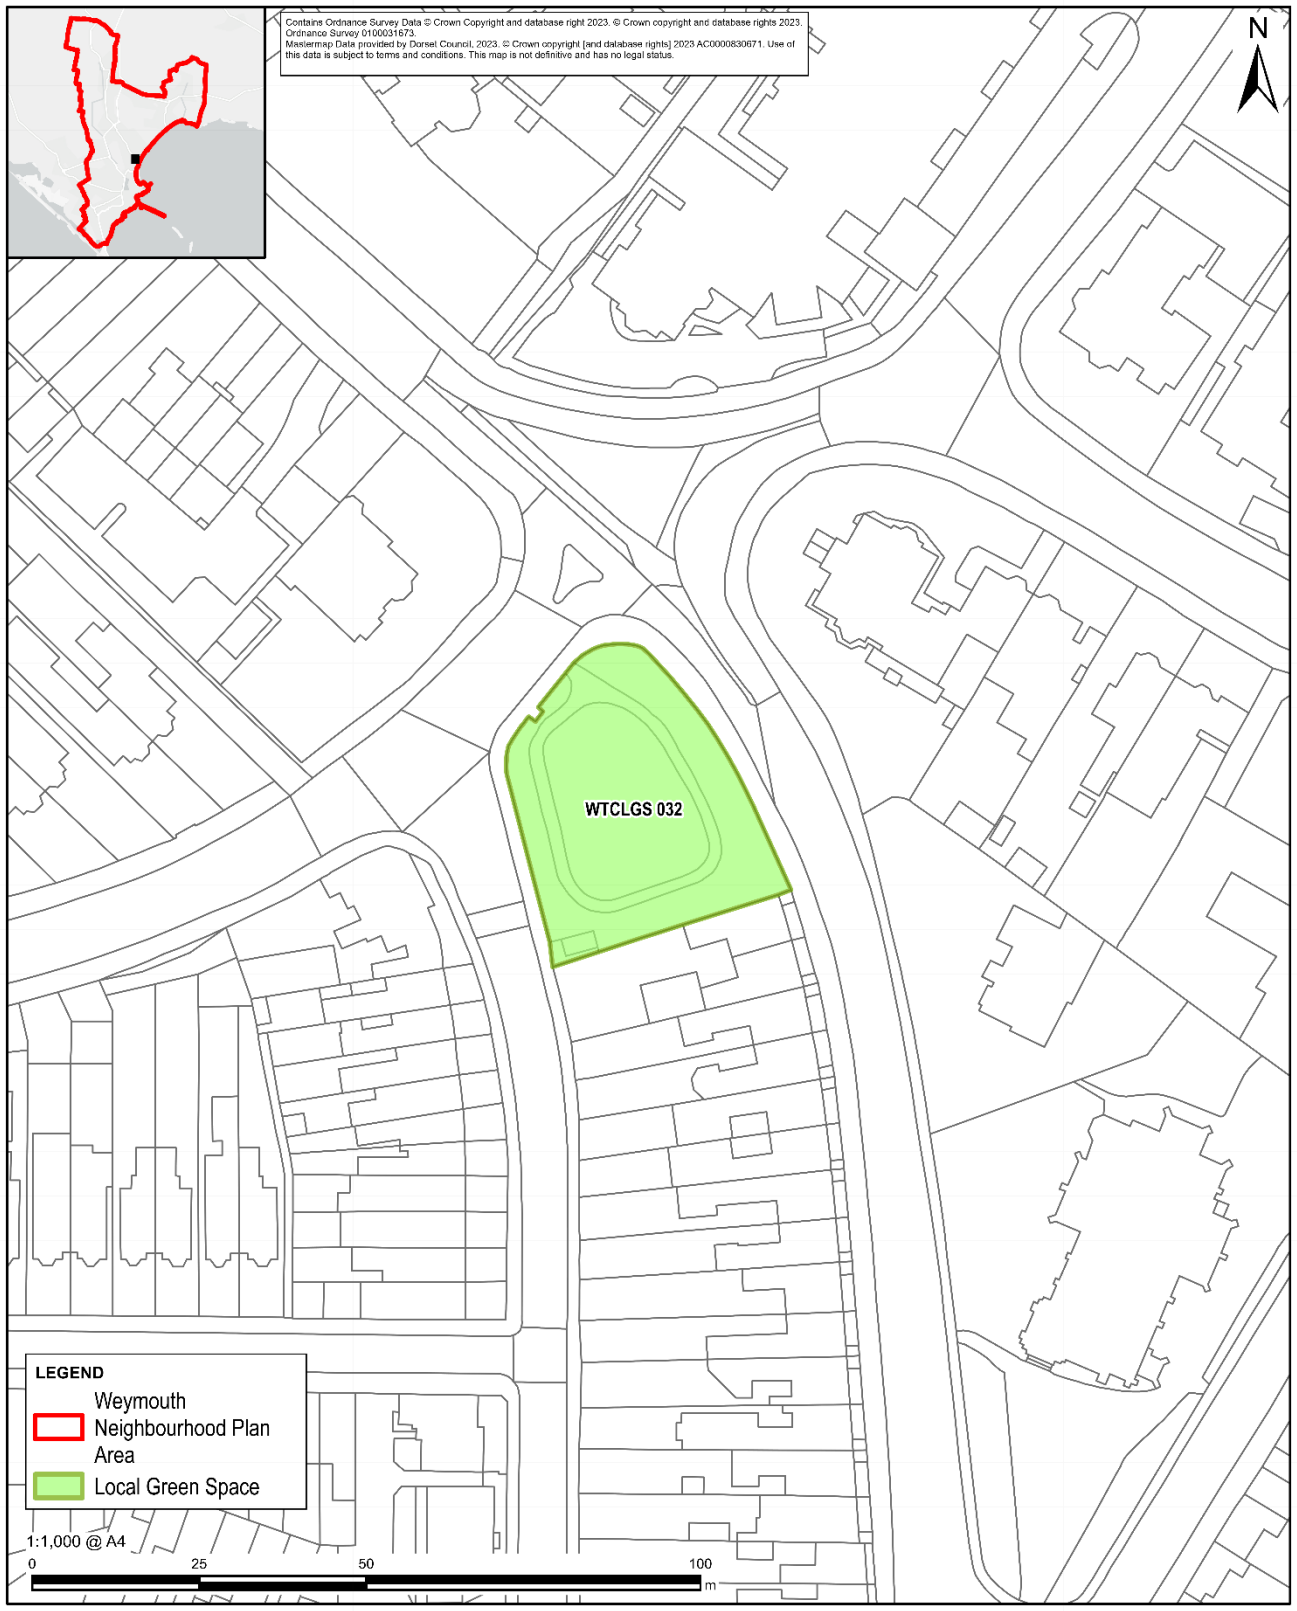 Contains Ordnance Survey Data © Crown Copyright and database right 2023. © Crown copyright and database rights 2023.
Ordnance Survey 0100031673.
Mastermap Data provided by Dorset Council, 2023. © Crown copyright [and database rights] 2023 AC0000830671. Use of
this data is subject to terms and conditions. This map is not definitive and has no legal status.
N
WTCLGS 032
LEGEND
Weymouth
Neighbourhood Plan
Area
Local Green Space
1:1,000 @ A4
0 25 50 100
m